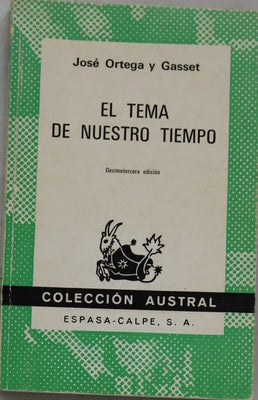 José Ortega y Gasset
EL TEMA
DE NUESTRO TIEMPO
Decimotercera edición
COLECCIÓN AUSTRAL
ESPASA-CALPE, S. A.